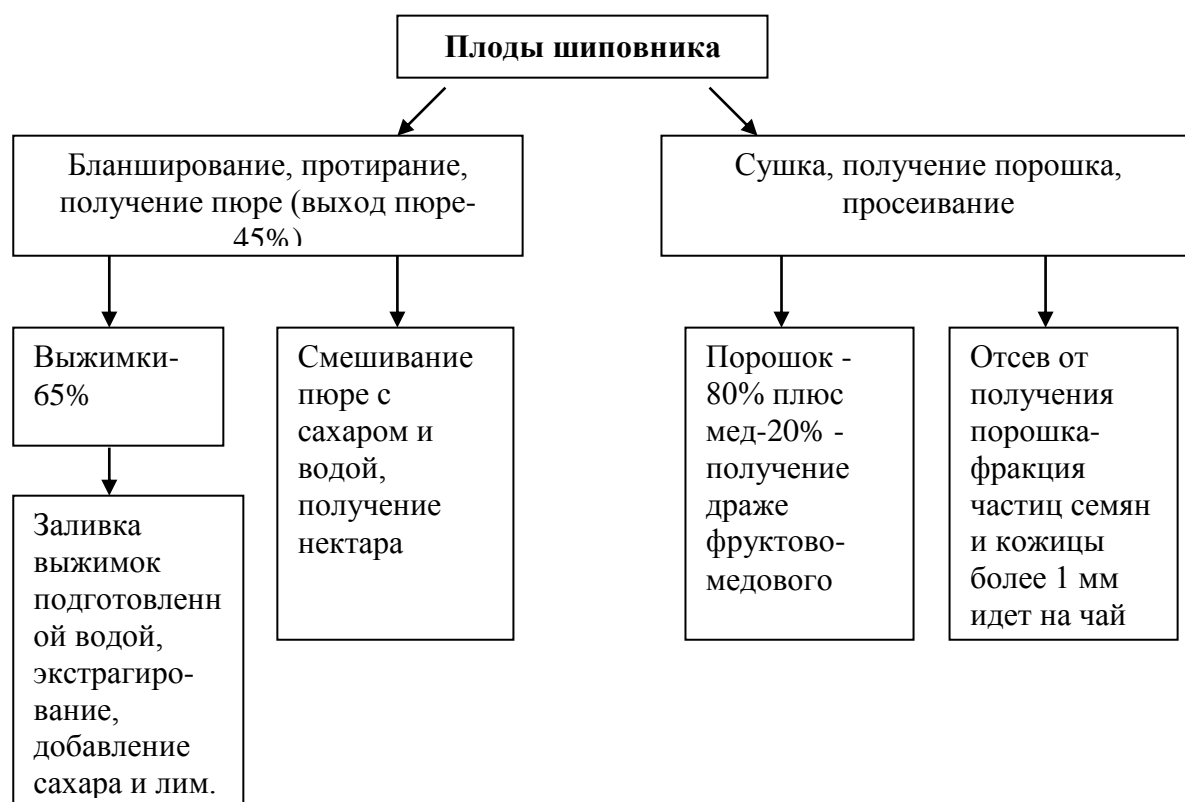 Плоды шиповника
Бланширование, протирание,
получение пюре (выход пюре-
45%)
Сушка, получение порошка,
просеивание
Выжимки-
65%
Смешивание
пюре с
сахаром и
водой,
получение
нектара
Порошок -
80% плюс
мед-20% -
получение
драже
фруктово-
медового
Отсев от
получения
порошка-
фракция
частиц семян
и кожицы
более 1 мм
идет на чай
Заливка
выжимок
подготовленн
ой водой,
экстрагиро-
вание,
добавление
сахара и лим.